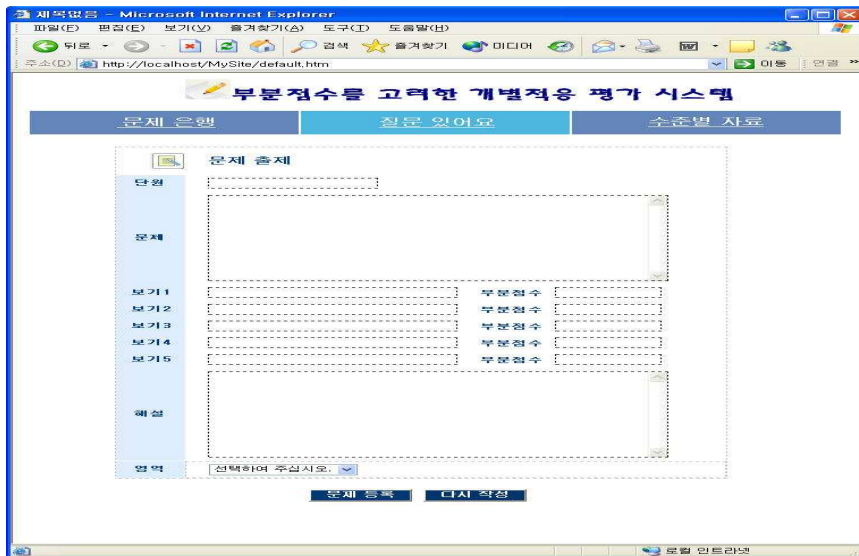 제목없음 - Microsoft Internet Explorer
파일(F) 편집(E) 보기(V) 즐겨찾기(A) 도구(T) 도움말(H)
뒤로 검색 즐겨찾기 미디어
주소(D) http://localhost/MySite/default.htm 이동 연결 »
부분점수를 고려한 개별적응 평가 시스템
문제 은행 질문 있어요 수준별 자료
문제 출제
단원
문제
보기1 부분점수
보기2 부분점수
보기3 부분점수
보기4 부분점수
보기5 부분점수
해설
영역 선택하여 주십시오.
문제 등록 다시 작성
로컬 인트라넷